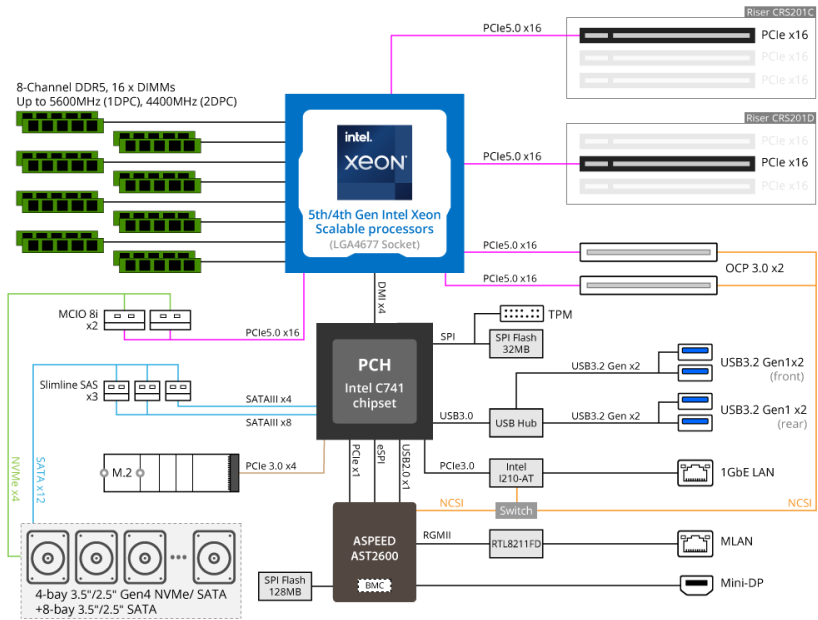 Riser CRS201C
PCIe5.0 x16
PCIe x16
PCIe x16
PCIe x16
8-Channel DDR5, 16 x DIMMs
Up to 5600MHz (1DPC), 4400MHz (2DPC)
Riser CRS201D
intel.
xeon
PCIe x16
PCIe5.0 x16
PCIe x16
PCIe x16
5th/4th Gen Intel Xeon
Scalable processors
(LGA4677 Socket)
PCIe5.0 x16
OCP 3.0 x2
PCIe5.0 x16
DMI x4
MCIO 8i
x2
PCIe5.0 x16
TPM
SPI
SPI Flash
32MB
PCH
Intel C741
chipset
USB3.2 Gen x2
USB3.2 Gen1x2
(front)
Slimline SAS
x3
SATAIII x4
SATAIII x8
USB3.0
USB Hub
USB3.2 Gen x2
USB3.2 Gen1 x2
(rear)
M.2
PCIe 3.0 x4
PCIe x1
eSPI
USB2.0 x1
PCIe3.0
Intel
I210-AT
1GbE LAN
NVMe x4
SATA x12
NCSI
Switch
NCSI
ASPEED
AST2600
RGMII
RTL8211FD
MLAN
SPI Flash
128MB
BMC
Mini-DP
4-bay 3.5"/2.5" Gen4 NVMe/ SATA
+8-bay 3.5"/2.5" SATA